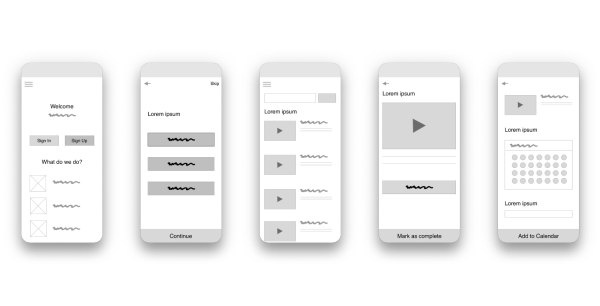 Welcome
Sign In
Sign Up
What do we do?
Skip
Lorem ipsum
Continue
Lorem ipsum
Lorem ipsum
Mark as complete
Lorem ipsum
Lorem ipsum
Add to Calendar